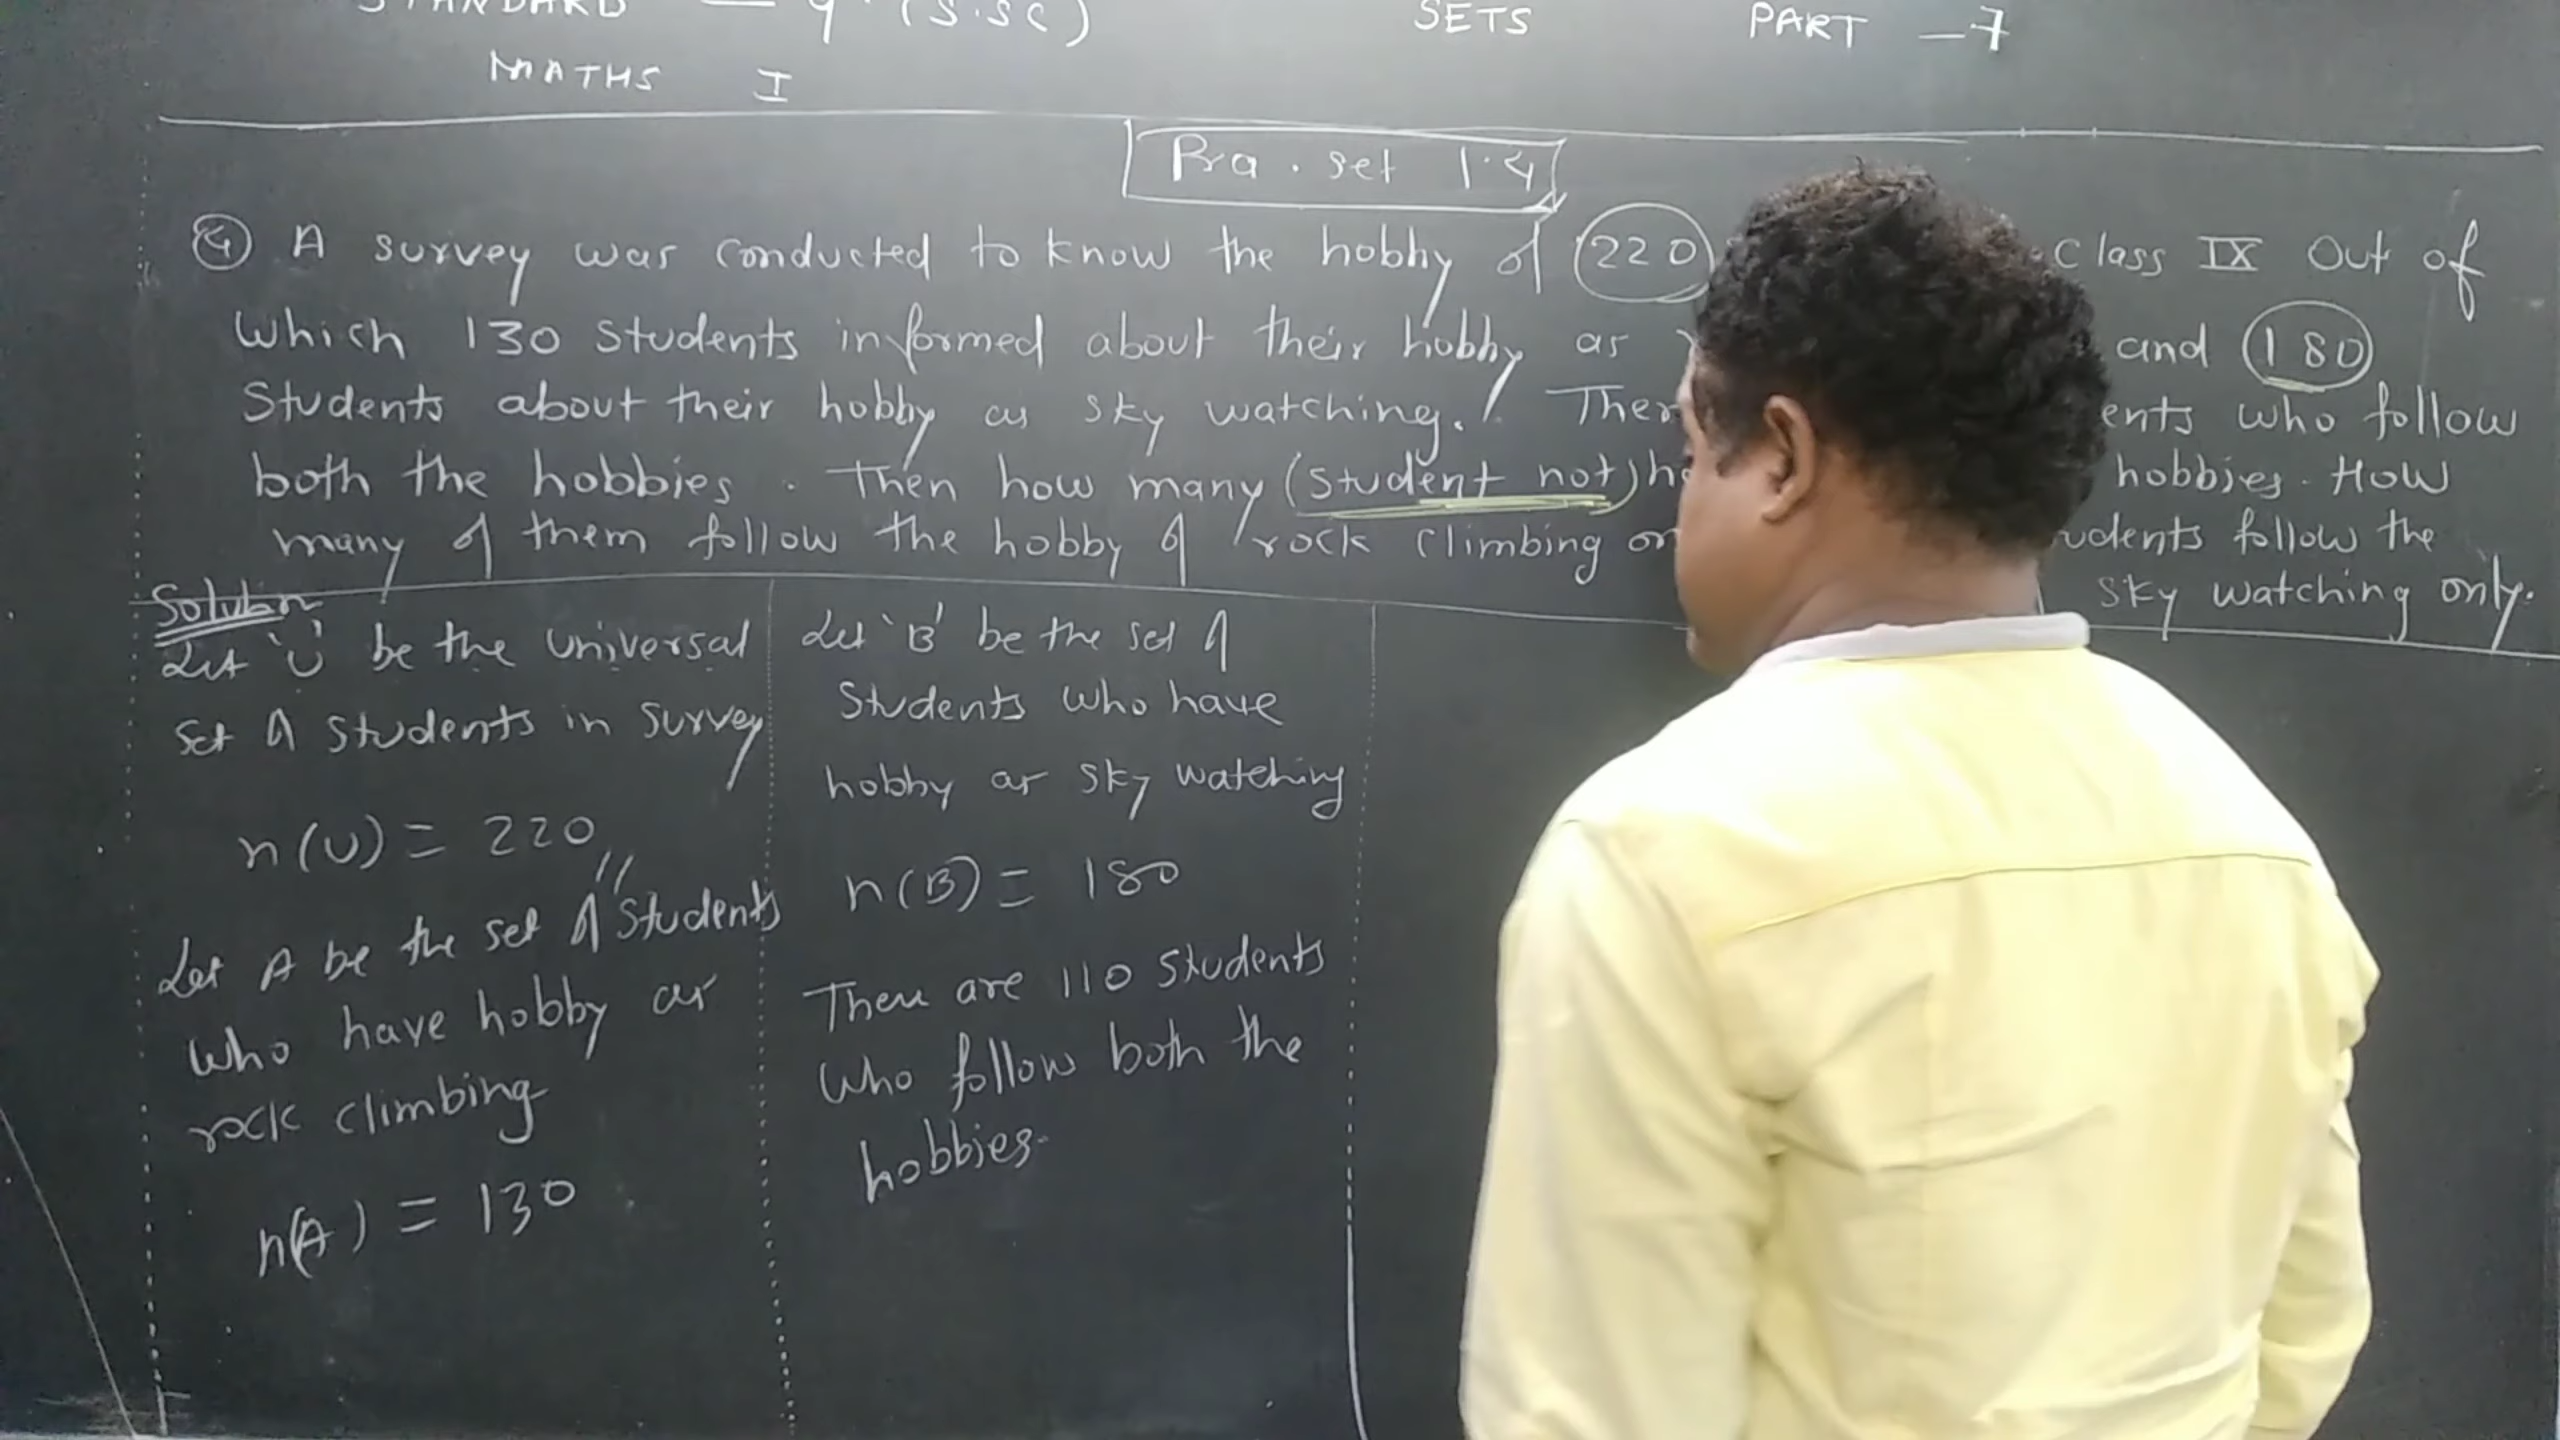 STANDARD — 9 (S.SC) SETS PART — 7
MATHS I
Pra. set 1.4
④ A survey was conducted to know the hobby of 220 class IX Out of
which 130 students informed about their hobby as and 180
Students about their hobby as sky watching. Ther ents who follow
both the hobbies. Then how many (student not) ha hobbies. How
many of them follow the hobby of rock climbing on udents follow the
sky watching only.
Solution
Let 'U' be the universal
set of students in survey
n(U) = 220 //
Let A be the set of students
who have hobby as
rock climbing
n(A) = 130
Let 'B' be the set of
Students who have
hobby as sky watching
n(B) = 180
There are 110 students
who follow both the
hobbies.